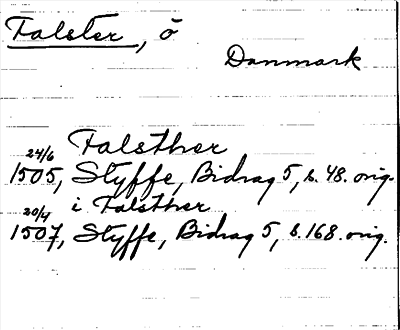 Falster, ö
Danmark
Falsther
24/6
1505, Styffe, Bidrag 5, s. 48. orig.
i Falsther
20/4
1507, Styffe, Bidrag 5, s. 168. orig.